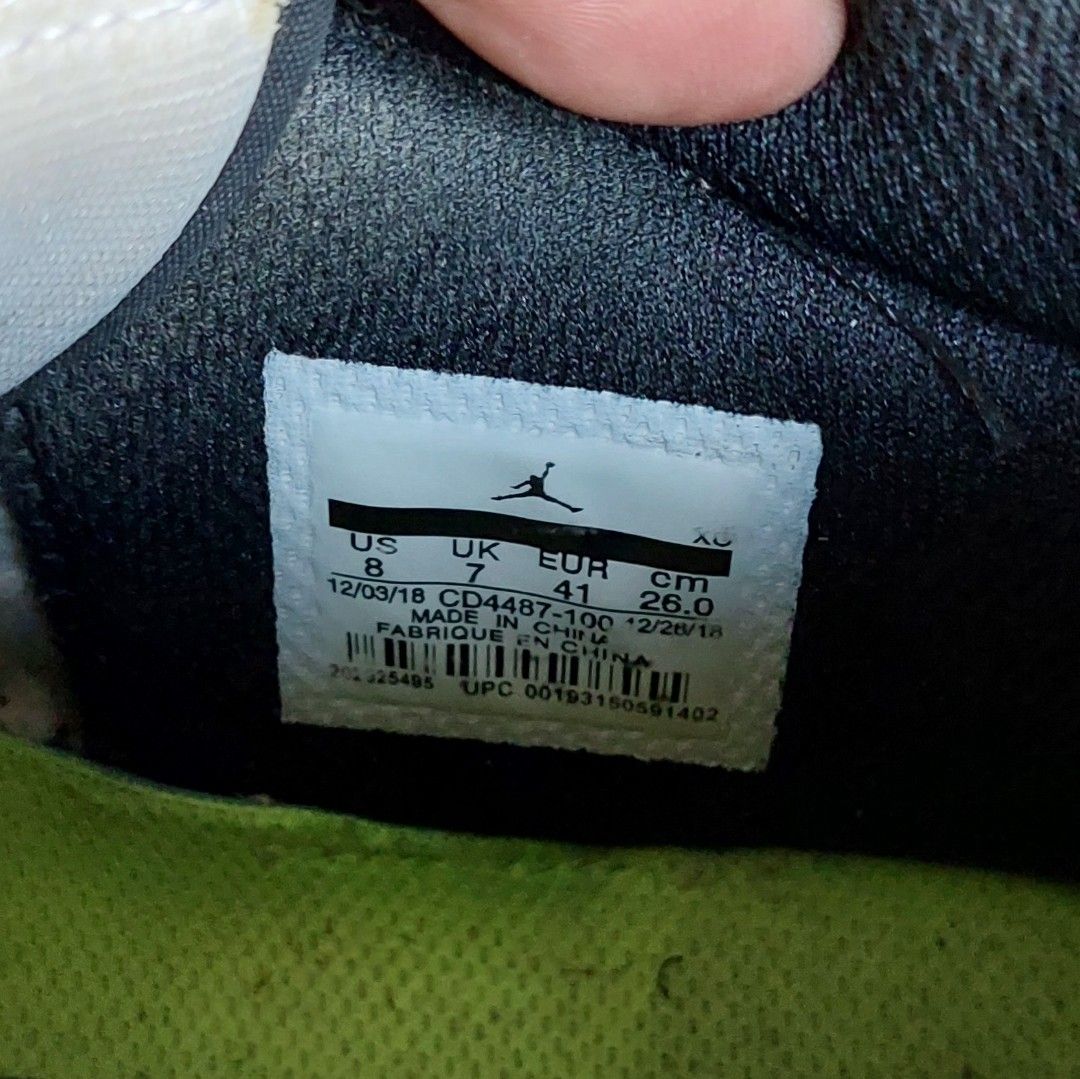 US UK EUR cm
8 7 41 26.0
12/03/18 CD4487-100 12/28/18
MADE IN CHINA
FABRIQUE EN CHINA
UPC 00193150591402